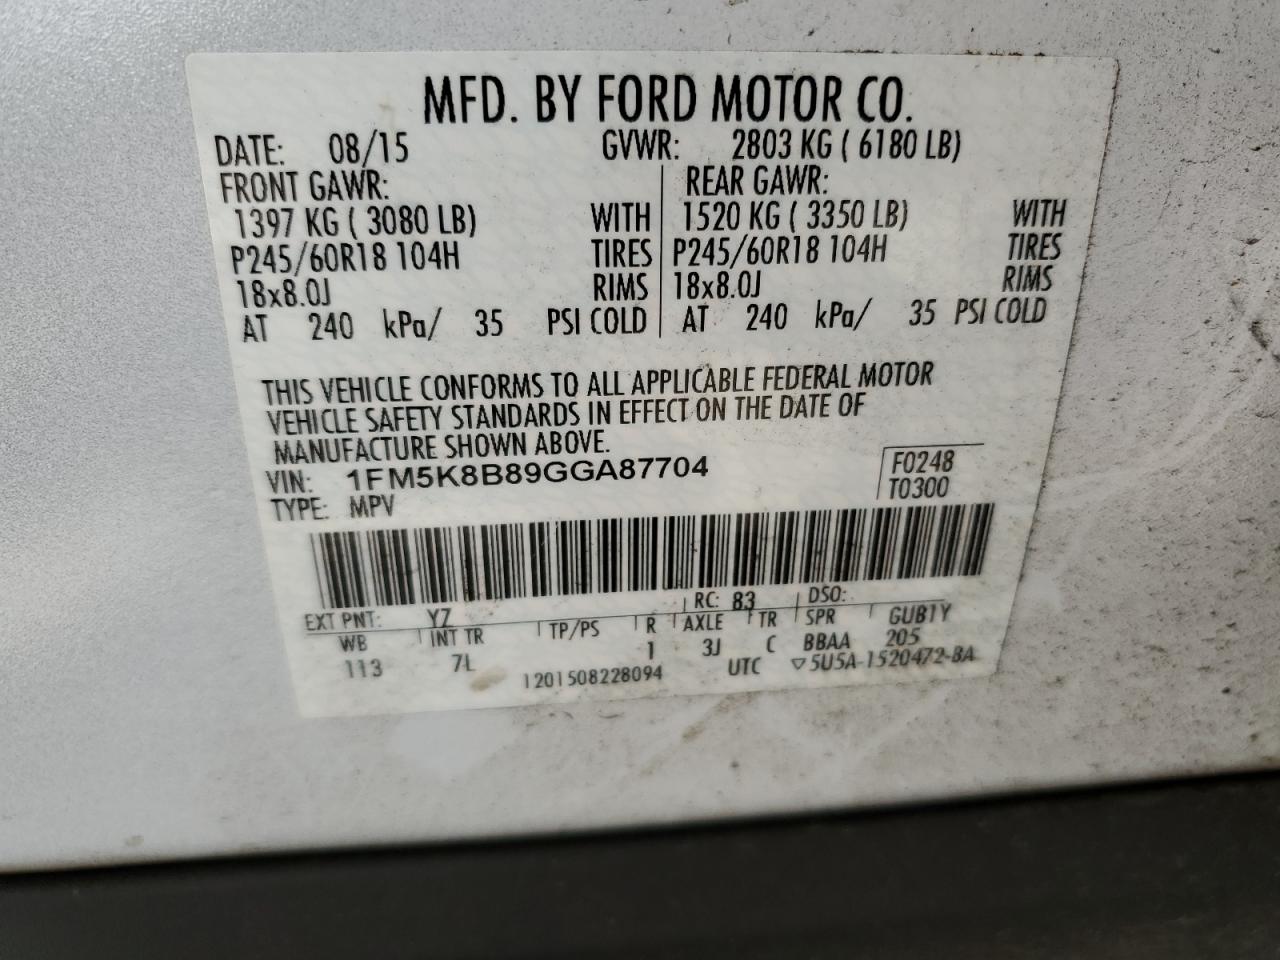 MFD. BY FORD MOTOR CO.
DATE: 08/15 GVWR: 2803 KG ( 6180 LB)
FRONT GAWR: REAR GAWR:
1397 KG ( 3080 LB) WITH 1520 KG ( 3350 LB) WITH
P245/60R18 104H TIRES P245/60R18 104H TIRES
18x8.0J RIMS 18x8.0J RIMS
AT 240 kPa/ 35 PSI COLD AT 240 kPa/ 35 PSI COLD
THIS VEHICLE CONFORMS TO ALL APPLICABLE FEDERAL MOTOR
VEHICLE SAFETY STANDARDS IN EFFECT ON THE DATE OF
MANUFACTURE SHOWN ABOVE.
VIN: 1FM5K8B89GGA87704 F0248
TYPE: MPV T0300
EXT PNT: YZ RC: 83 DSO:
WB INT TR TP/PS R AXLE TR SPR GUB1Y
113 7L 1 3J C BBAA 205
1201508228094 UTC ▽5U5A-1520472-BA